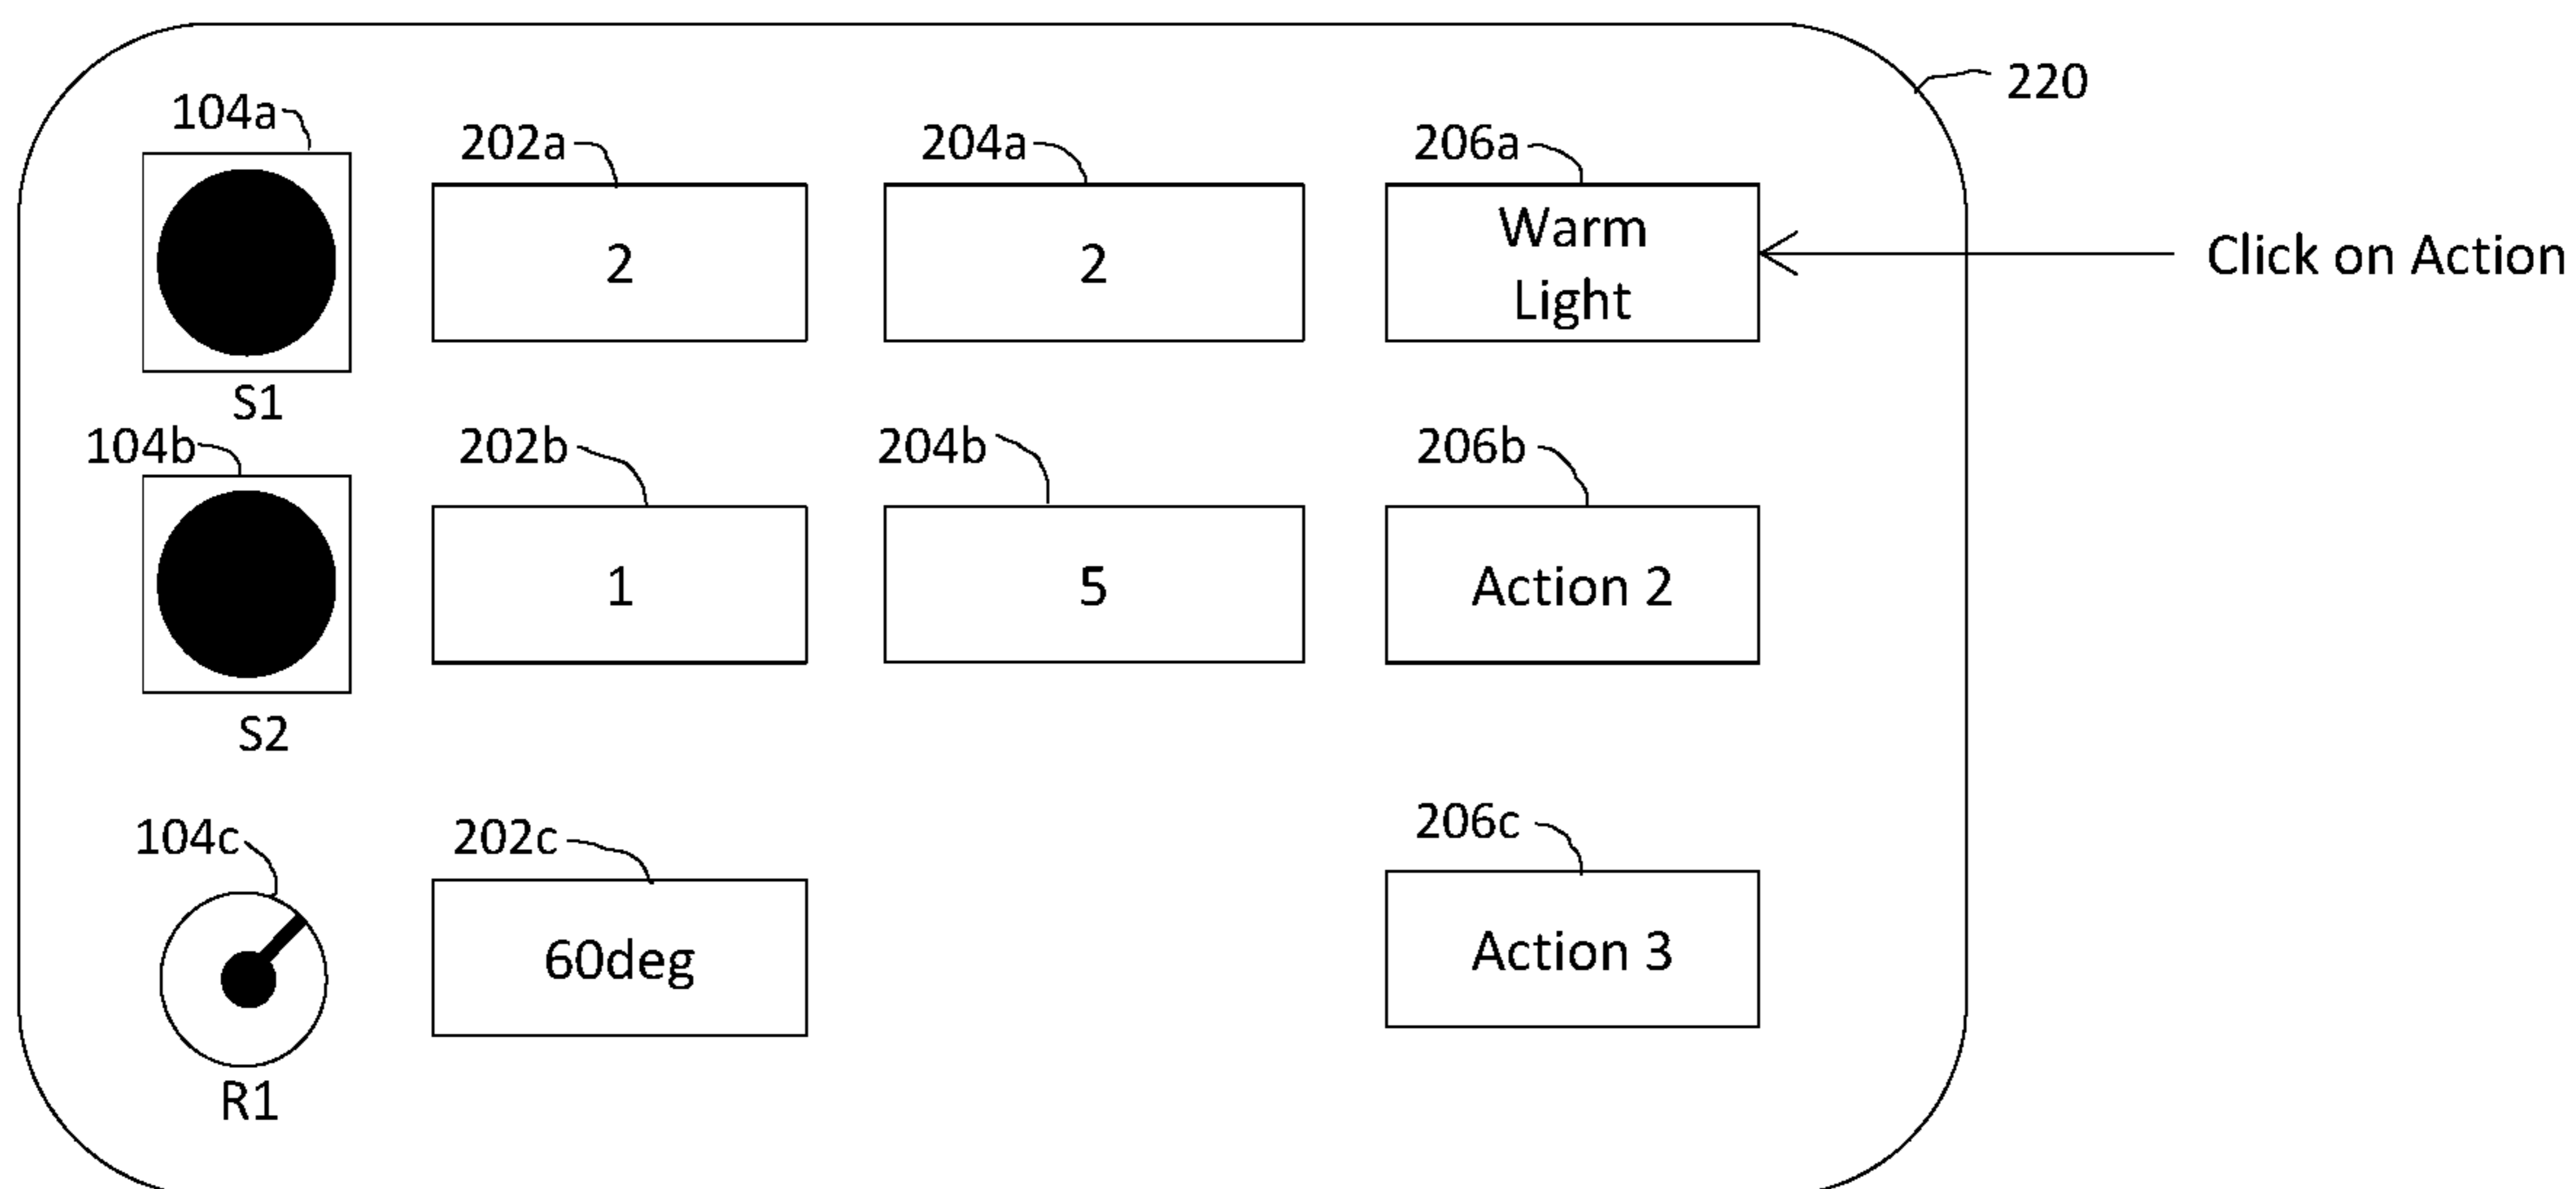 220
104a
202a
204a
206a
2
2
Warm
Light
Click on Action
S1
104b
202b
204b
206b
1
5
Action 2
S2
104c
202c
206c
60deg
Action 3
R1